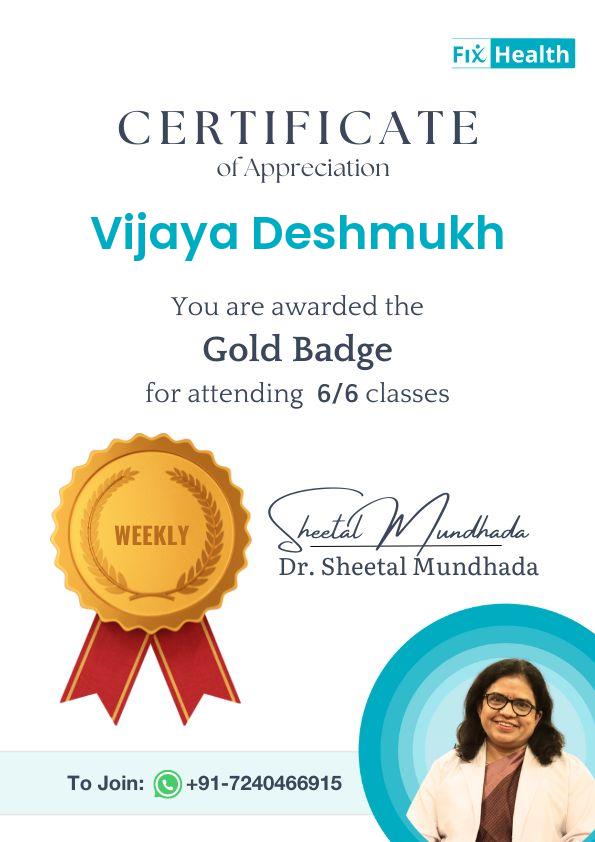 Fix Health
CERTIFICATE
of Appreciation
Vijaya Deshmukh
You are awarded the
Gold Badge
for attending 6/6 classes
WEEKLY
Sheetal Mundhada
Dr. Sheetal Mundhada
To Join: +91-7240466915